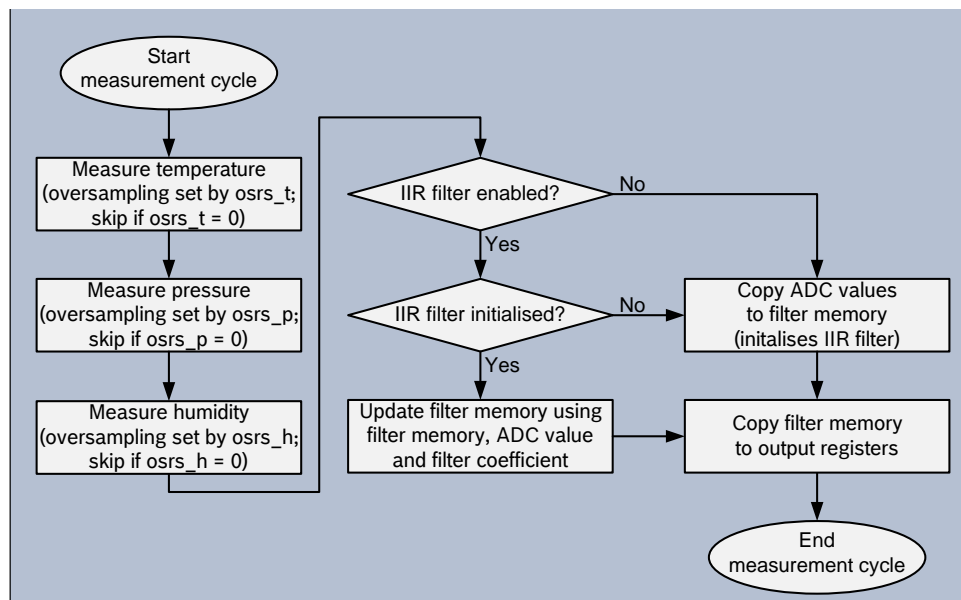 Start
measurement cycle
Measure temperature
(oversampling set by osrs_t;
skip if osrs_t = 0)
Measure pressure
(oversampling set by osrs_p;
skip if osrs_p = 0)
Measure humidity
(oversampling set by osrs_h;
skip if osrs_h = 0)
IIR filter enabled?
No
Yes
IIR filter initialised?
No
Yes
Update filter memory using
filter memory, ADC value
and filter coefficient
Copy ADC values
to filter memory
(initalises IIR filter)
Copy filter memory
to output registers
End
measurement cycle